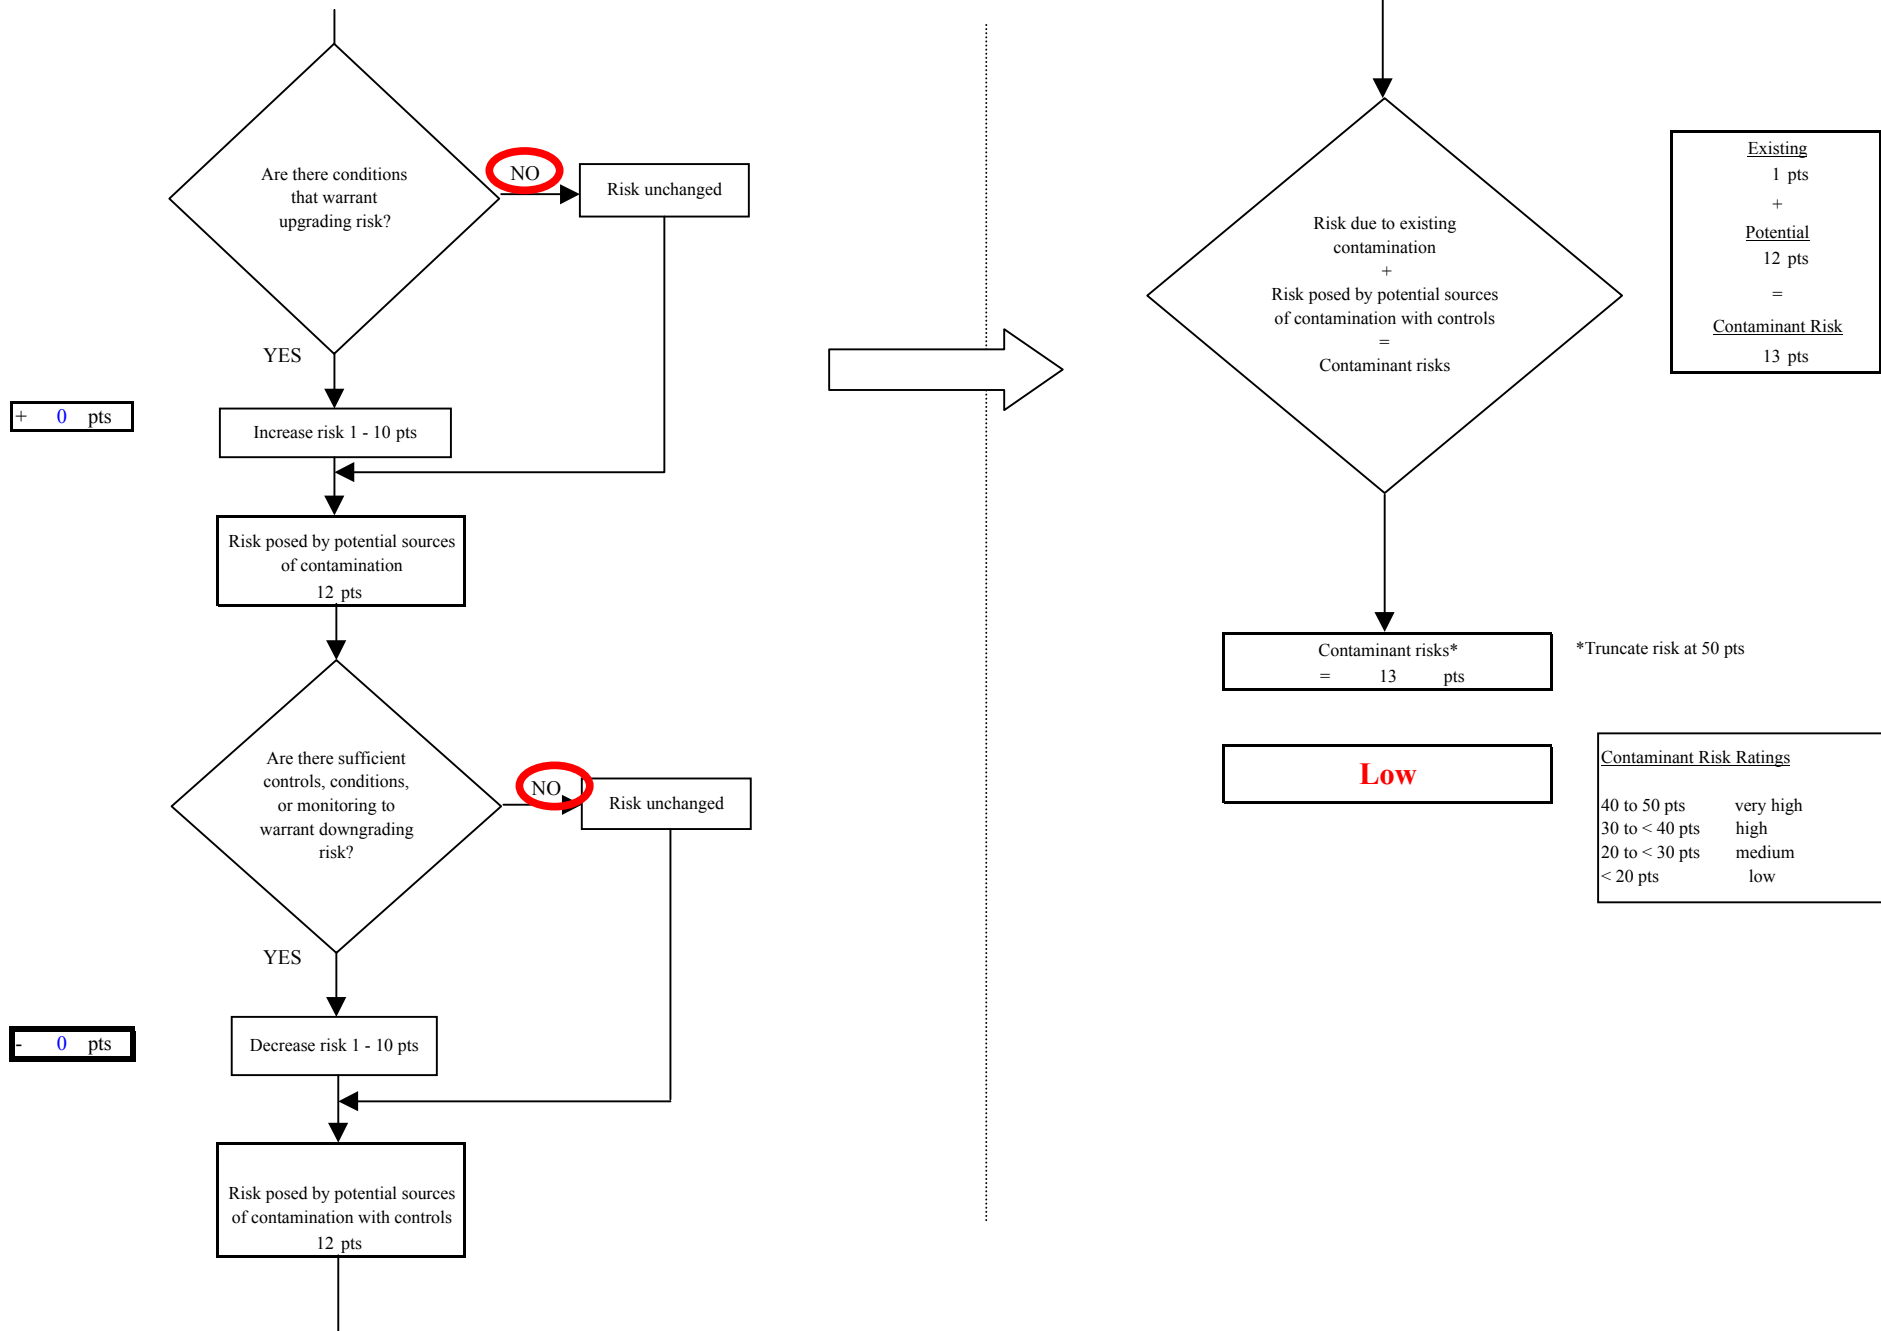 Are there conditions
that warrant
upgrading risk?
NO
Risk unchanged
YES
+ 0 pts
Increase risk 1 - 10 pts
Risk posed by potential sources
of contamination
12 pts
Are there sufficient
controls, conditions,
or monitoring to
warrant downgrading
risk?
NO
Risk unchanged
YES
- 0 pts
Decrease risk 1 - 10 pts
Risk posed by potential sources
of contamination with controls
12 pts
Risk due to existing
contamination
+
Risk posed by potential sources
of contamination with controls
=
Contaminant risks
Existing
1 pts
+
Potential
12 pts
=
Contaminant Risk
13 pts
Contaminant risks*
= 13 pts
*Truncate risk at 50 pts
Low
Contaminant Risk Ratings
40 to 50 pts very high
30 to < 40 pts high
20 to < 30 pts medium
< 20 pts low